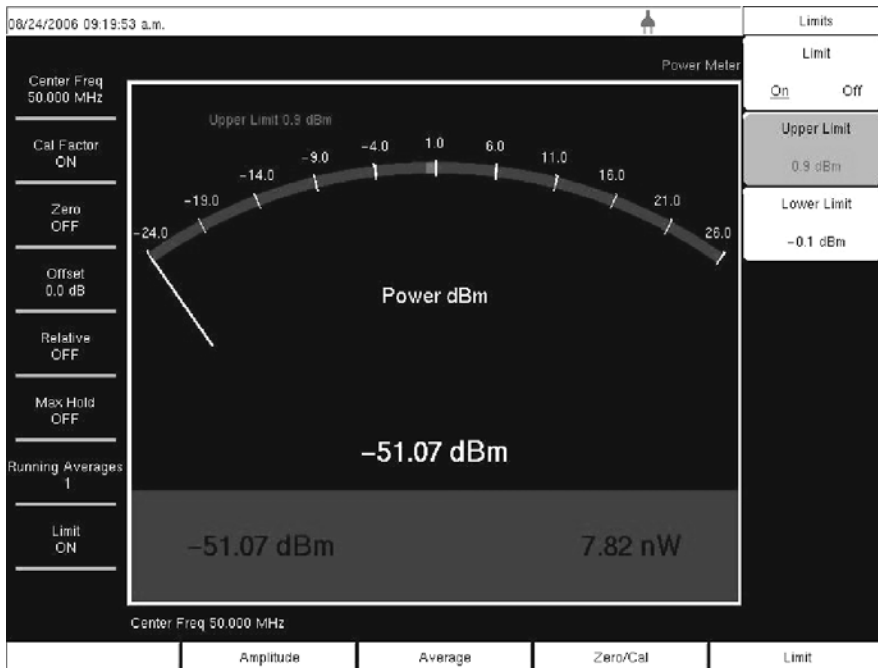 08/24/2006 09:19:53 a.m.
Limits
Power Meter
Limit
On Off
Upper Limit
0.9 dBm
Lower Limit
−0.1 dBm
Center Freq
50.000 MHz
Cal Factor
ON
Zero
OFF
Offset
0.0 dB
Relative
OFF
Max Hold
OFF
Running Averages
1
Limit
ON
Upper Limit 0.9 dBm
−24.0 −19.0 −14.0 −9.0 −4.0 1.0 6.0 11.0 16.0 21.0 26.0
Power dBm
−51.07 dBm
−51.07 dBm 7.82 nW
Center Freq 50.000 MHz
Amplitude Average Zero/Cal Limit